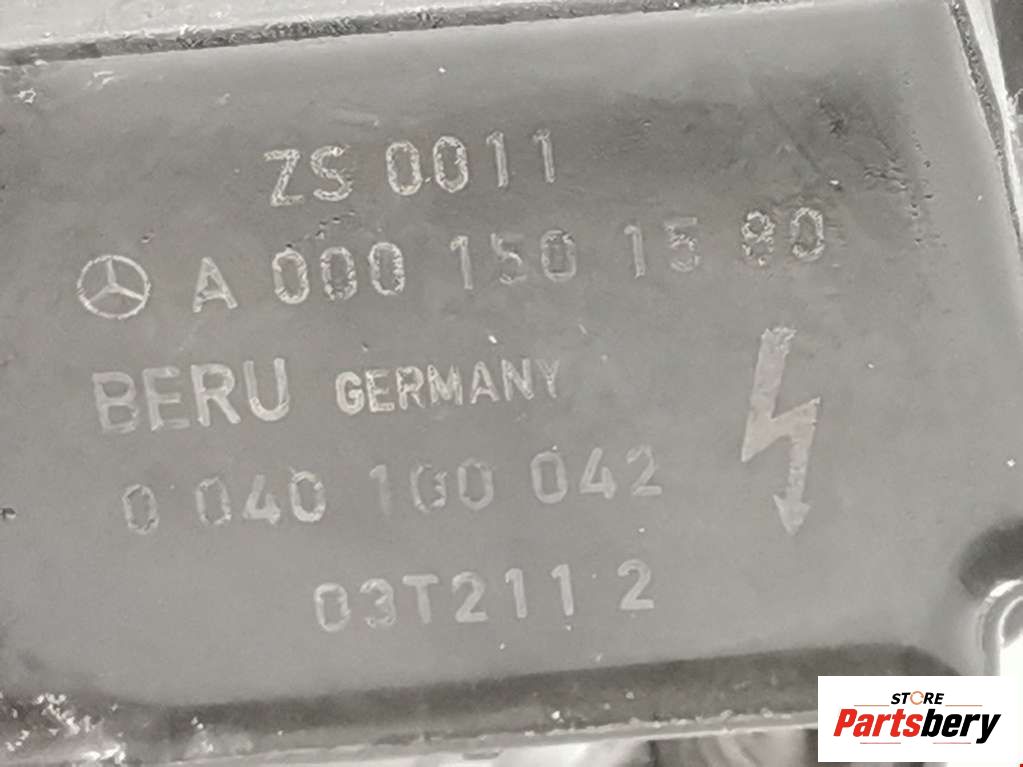 ZS 0011
A 000 150 15 80
BERU GERMANY
0 040 100 042
03T211 2
STORE
Partsbery